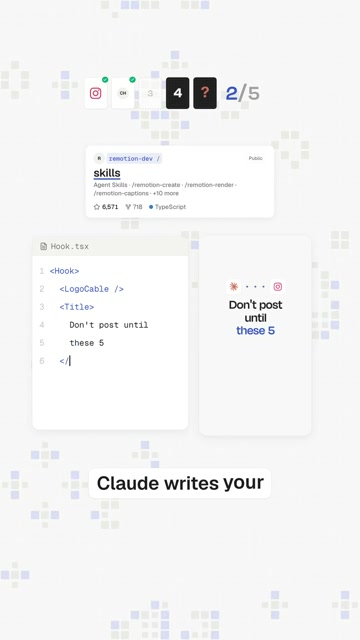 CH 3 4 ? 2/5
R remotion-dev / Public
skills
Agent Skills · /remotion-create · /remotion-render ·
/remotion-captions · +10 more
6,571 718 TypeScript
Hook.tsx
1 <Hook>
2 <LogoCable />
3 <Title>
4 Don't post until
5 these 5
6 </
Don't post
until
these 5
Claude writes your